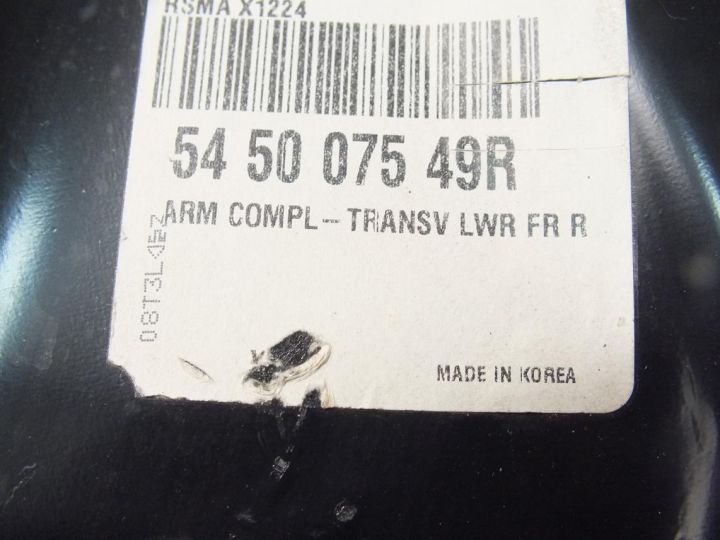 RSMA X1224
54 50 075 49R
ARM COMPL-TRANSV LWR FR R
MADE IN KOREA